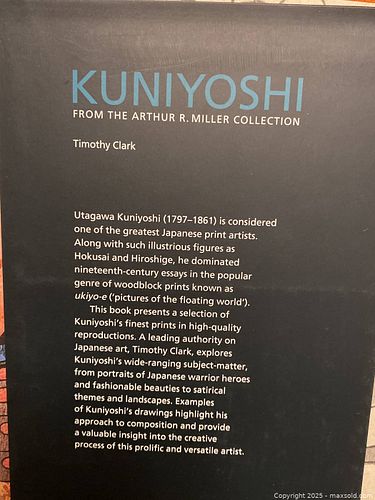 KUNIYOSHI
FROM THE ARTHUR R. MILLER COLLECTION
Timothy Clark
Utagawa Kuniyoshi (1797–1861) is considered
one of the greatest Japanese print artists.
Along with such illustrious figures as
Hokusai and Hiroshige, he dominated
nineteenth-century essays in the popular
genre of woodblock prints known as
ukiyo-e (‘pictures of the floating world’).
This book presents a selection of
Kuniyoshi’s finest prints in high-quality
reproductions. A leading authority on
Japanese art, Timothy Clark, explores
Kuniyoshi’s wide-ranging subject-matter,
from portraits of Japanese warrior heroes
and fashionable beauties to satirical
themes and landscapes. Examples
of Kuniyoshi’s drawings highlight his
approach to composition and provide
a valuable insight into the creative
process of this prolific and versatile artist.
Copyright 2025 - maxsold.com